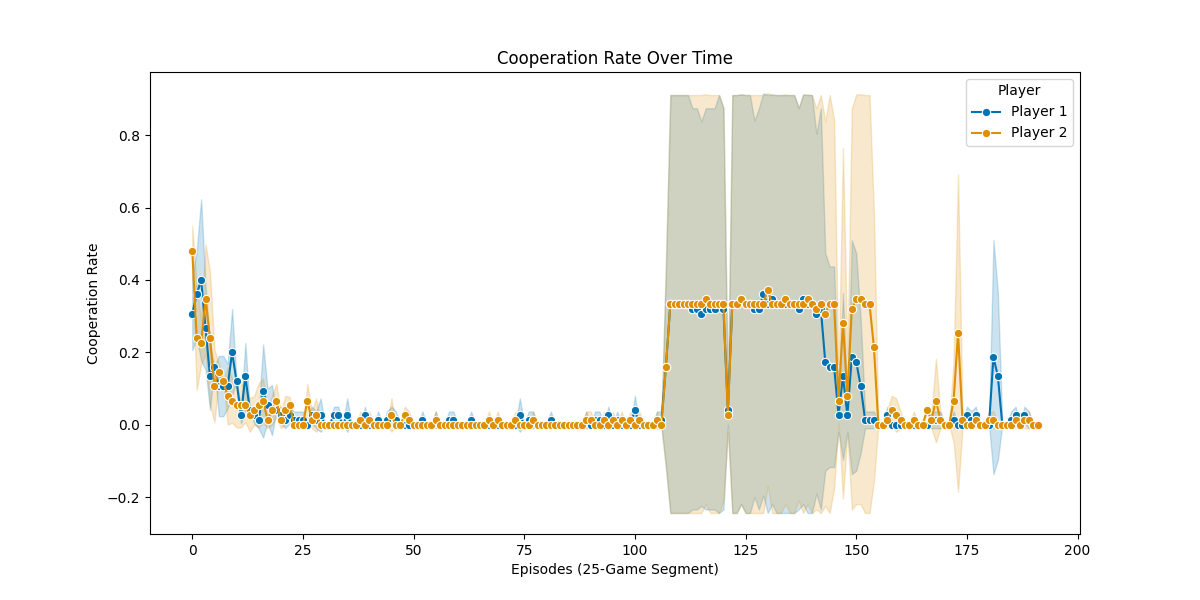 Cooperation Rate Over Time
Player
Player 1
Player 2
Cooperation Rate
0.8
0.6
0.4
0.2
0.0
−0.2
0 25 50 75 100 125 150 175 200
Episodes (25-Game Segment)